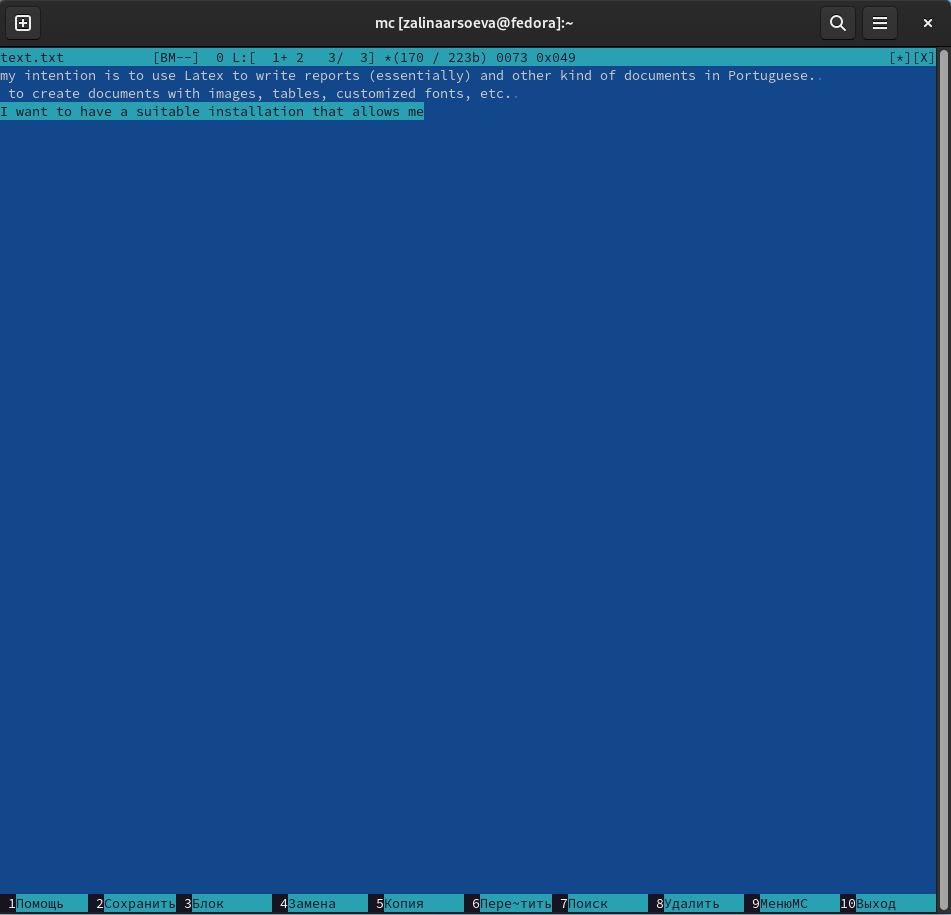 mc [zalinaarsoeva@fedora]:~
text.txt [BM--] 0 L:[ 1+ 2 3/ 3] *(170 / 223b) 0073 0x049 [*][X]
my intention is to use Latex to write reports (essentially) and other kind of documents in Portuguese..
to create documents with images, tables, customized fonts, etc..
I want to have a suitable installation that allows me
1Помощь 2Сохранить 3Блок 4Замена 5Копия 6Пере~тить 7Поиск 8Удалить 9МенюMC 10Выход